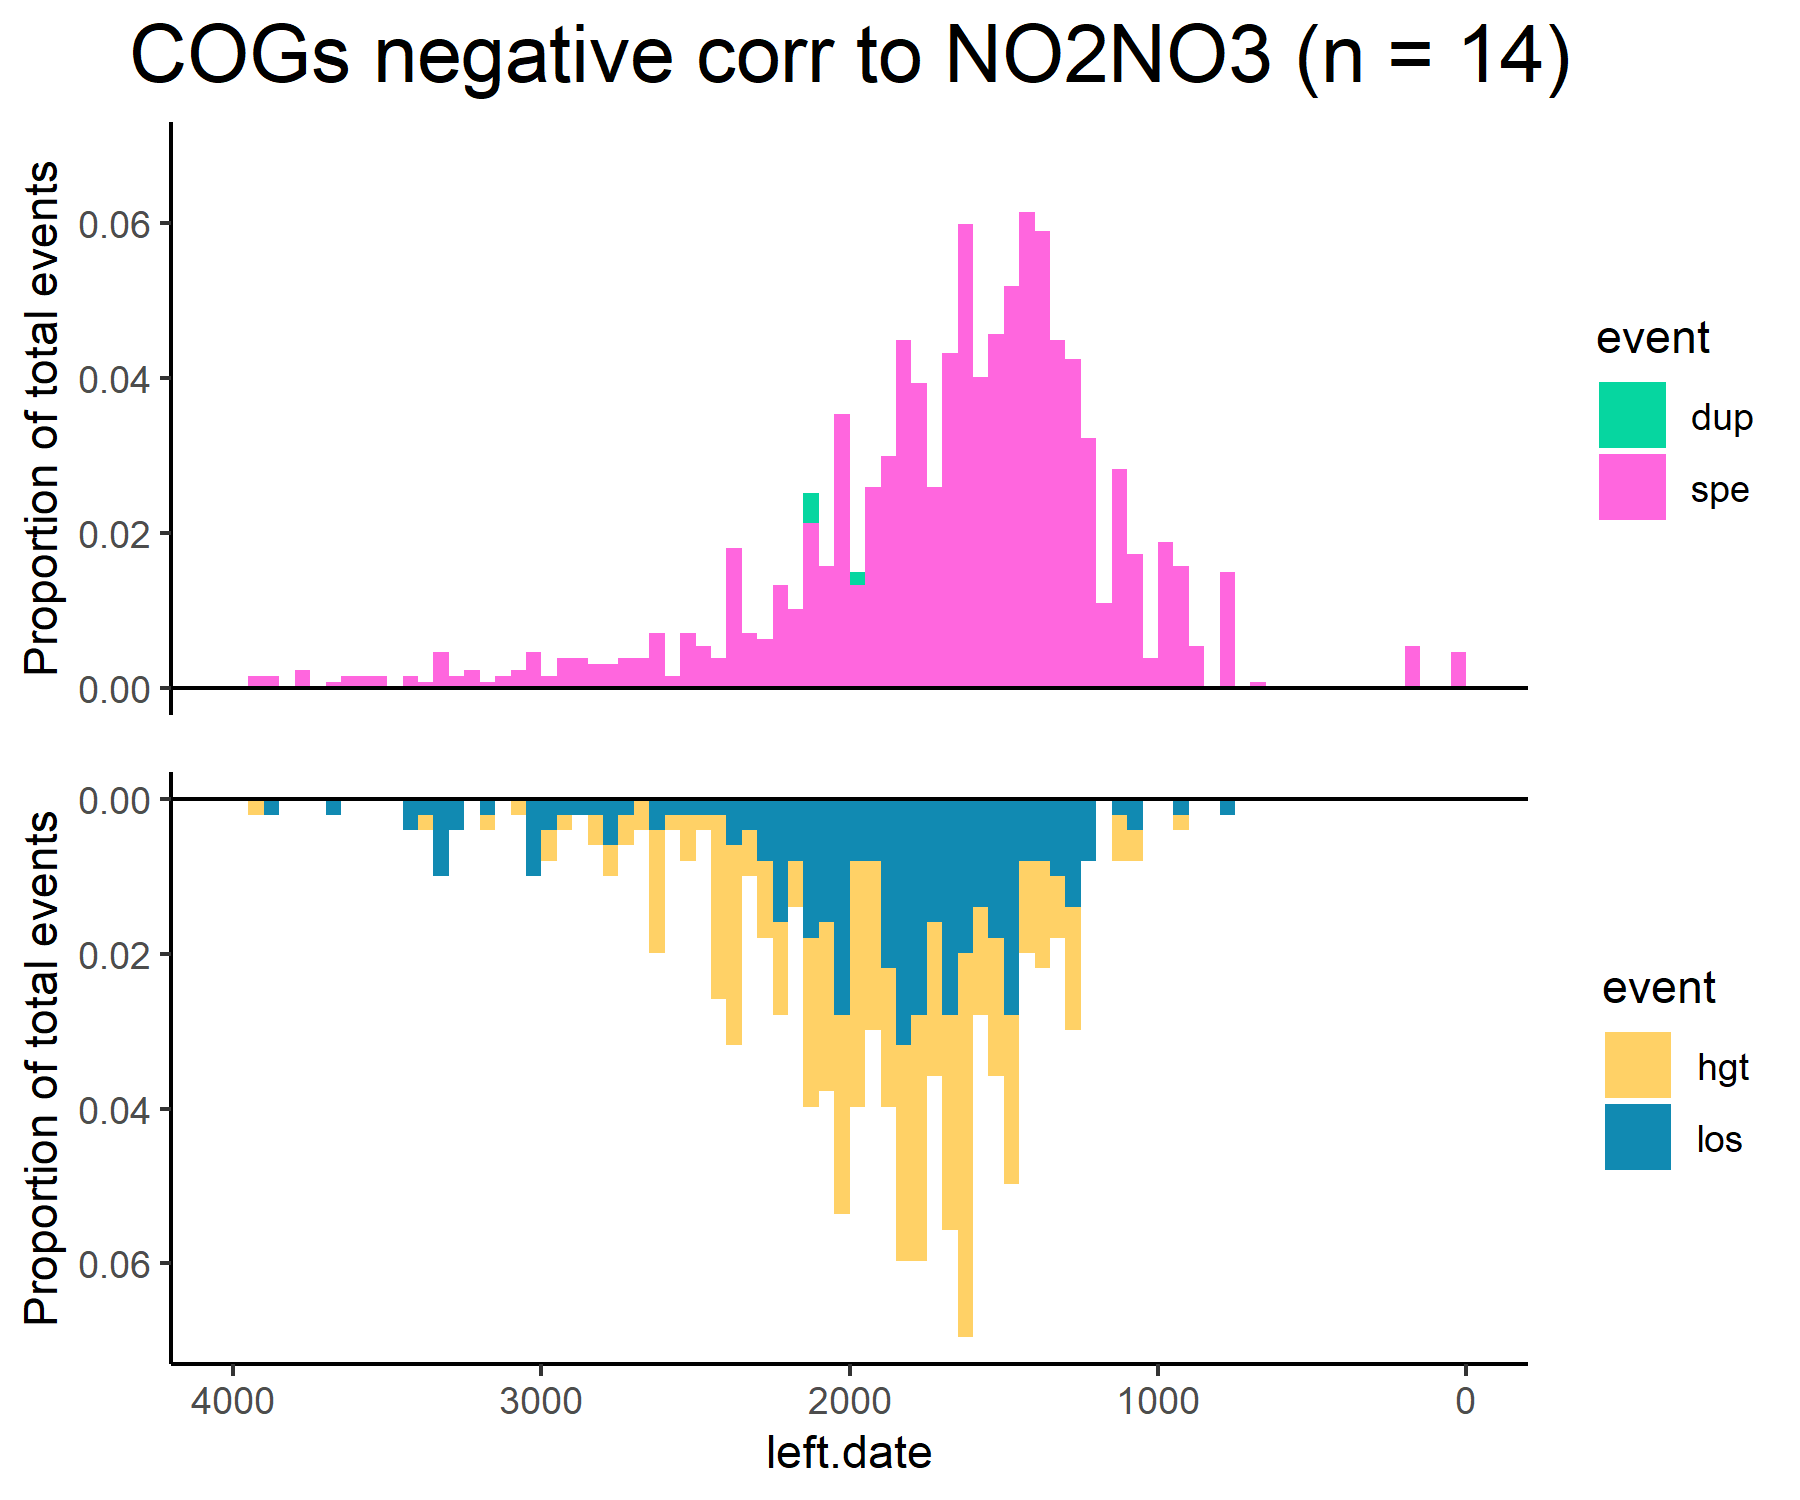 COGs negative corr to NO2NO3 (n = 14)
Proportion of total events
0.06
0.04
0.02
0.00
event
dup
spe
Proportion of total events
0.00
0.02
0.04
0.06
event
hgt
los
4000 3000 2000 1000 0
left.date